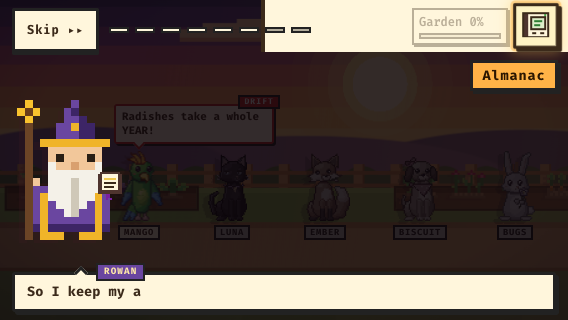 Skip ▸▸
Garden 0%
Almanac
DRIFT
Radishes take a whole
YEAR!
MANGO
LUNA
EMBER
BISCUIT
BUGS
ROWAN
So I keep my a